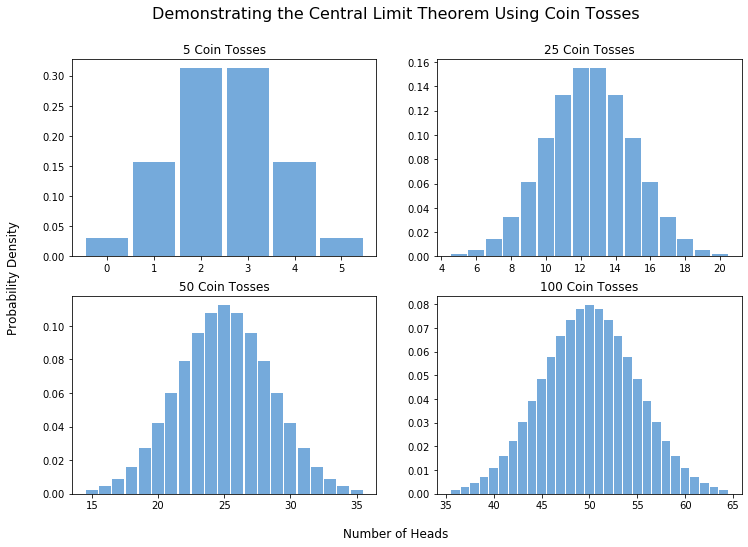 Demonstrating the Central Limit Theorem Using Coin Tosses
5 Coin Tosses
0.30
0.25
0.20
0.15
0.10
0.05
0.00
0 1 2 3 4 5
25 Coin Tosses
0.16
0.14
0.12
0.10
0.08
0.06
0.04
0.02
0.00
4 6 8 10 12 14 16 18 20
Probability Density
50 Coin Tosses
0.10
0.08
0.06
0.04
0.02
0.00
15 20 25 30 35
100 Coin Tosses
0.08
0.07
0.06
0.05
0.04
0.03
0.02
0.01
0.00
35 40 45 50 55 60 65
Number of Heads